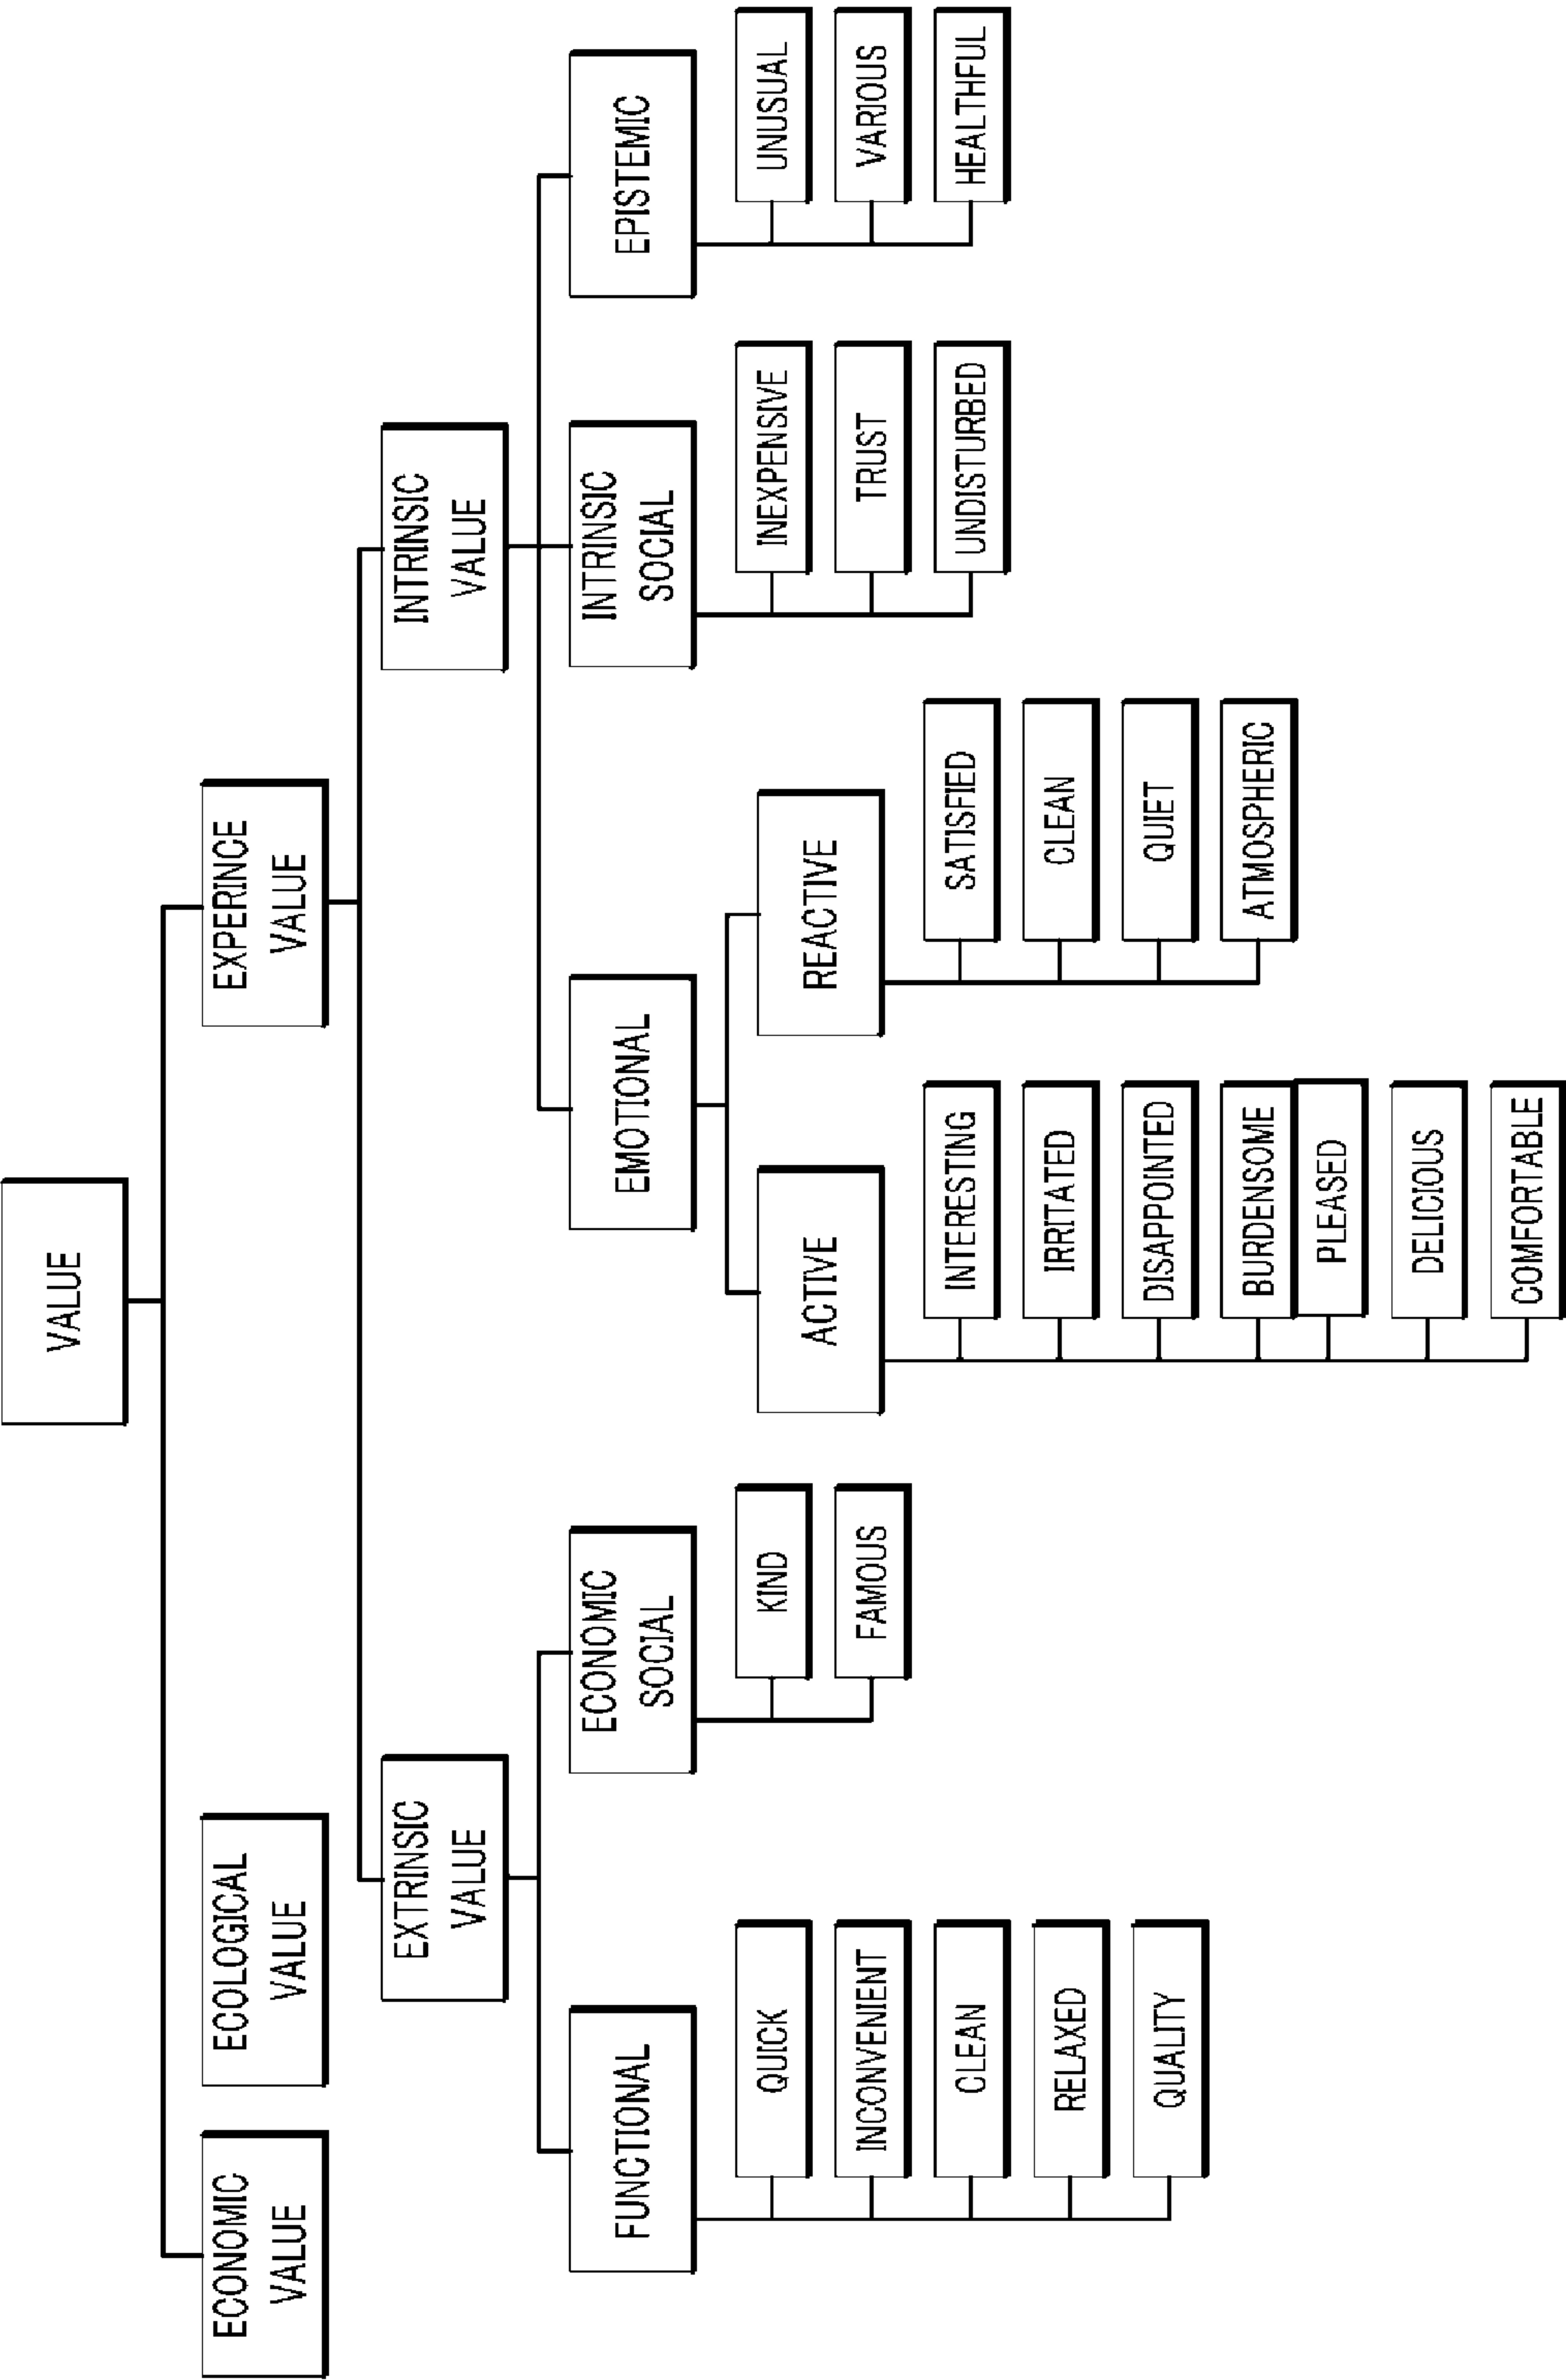 VALUE
ECONOMIC
VALUE
ECOLOGICAL
VALUE
EXPERINCE
VALUE
EXTRINSIC
VALUE
INTRINSIC
VALUE
FUNCTIONAL
ECONOMIC
SOCIAL
EMOTIONAL
INTRINSIC
SOCIAL
EPISTEMIC
QUICK
INCONVENIENT
CLEAN
RELAXED
QUALITY
KIND
FAMOUS
ACTIVE
REACTIVE
INTERESTING
IRRITATED
DISAPPOINTED
BURDENSOME
PLEASED
DELICIOUS
COMFORTABLE
SATISFIED
CLEAN
QUIET
ATMOSPHERIC
INEXPENSIVE
TRUST
UNDISTURBED
UNUSUAL
VARIOUS
HEALTHFUL